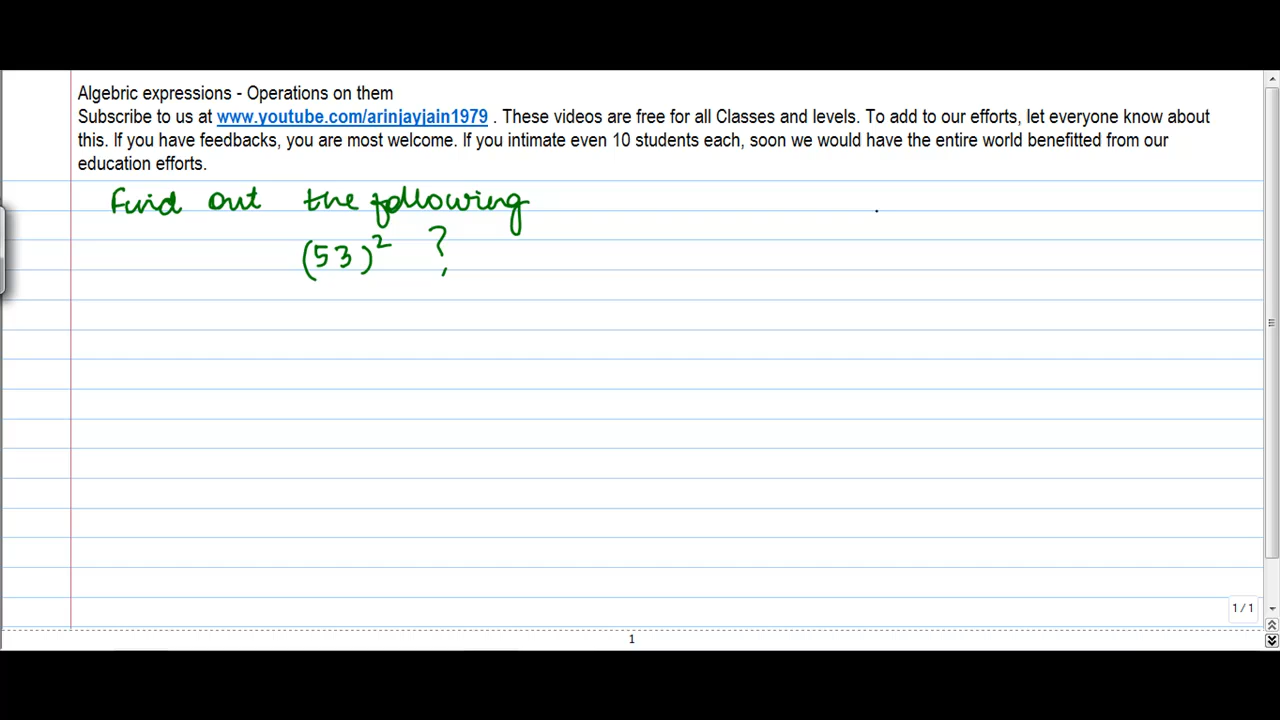 Algebric expressions - Operations on them
Subscribe to us at www.youtube.com/arinjayjain1979 . These videos are free for all Classes and levels. To add to our efforts, let everyone know about
this. If you have feedbacks, you are most welcome. If you intimate even 10 students each, soon we would have the entire world benefitted from our
education efforts.
Find out the following
(53)² ?
1 / 1
1